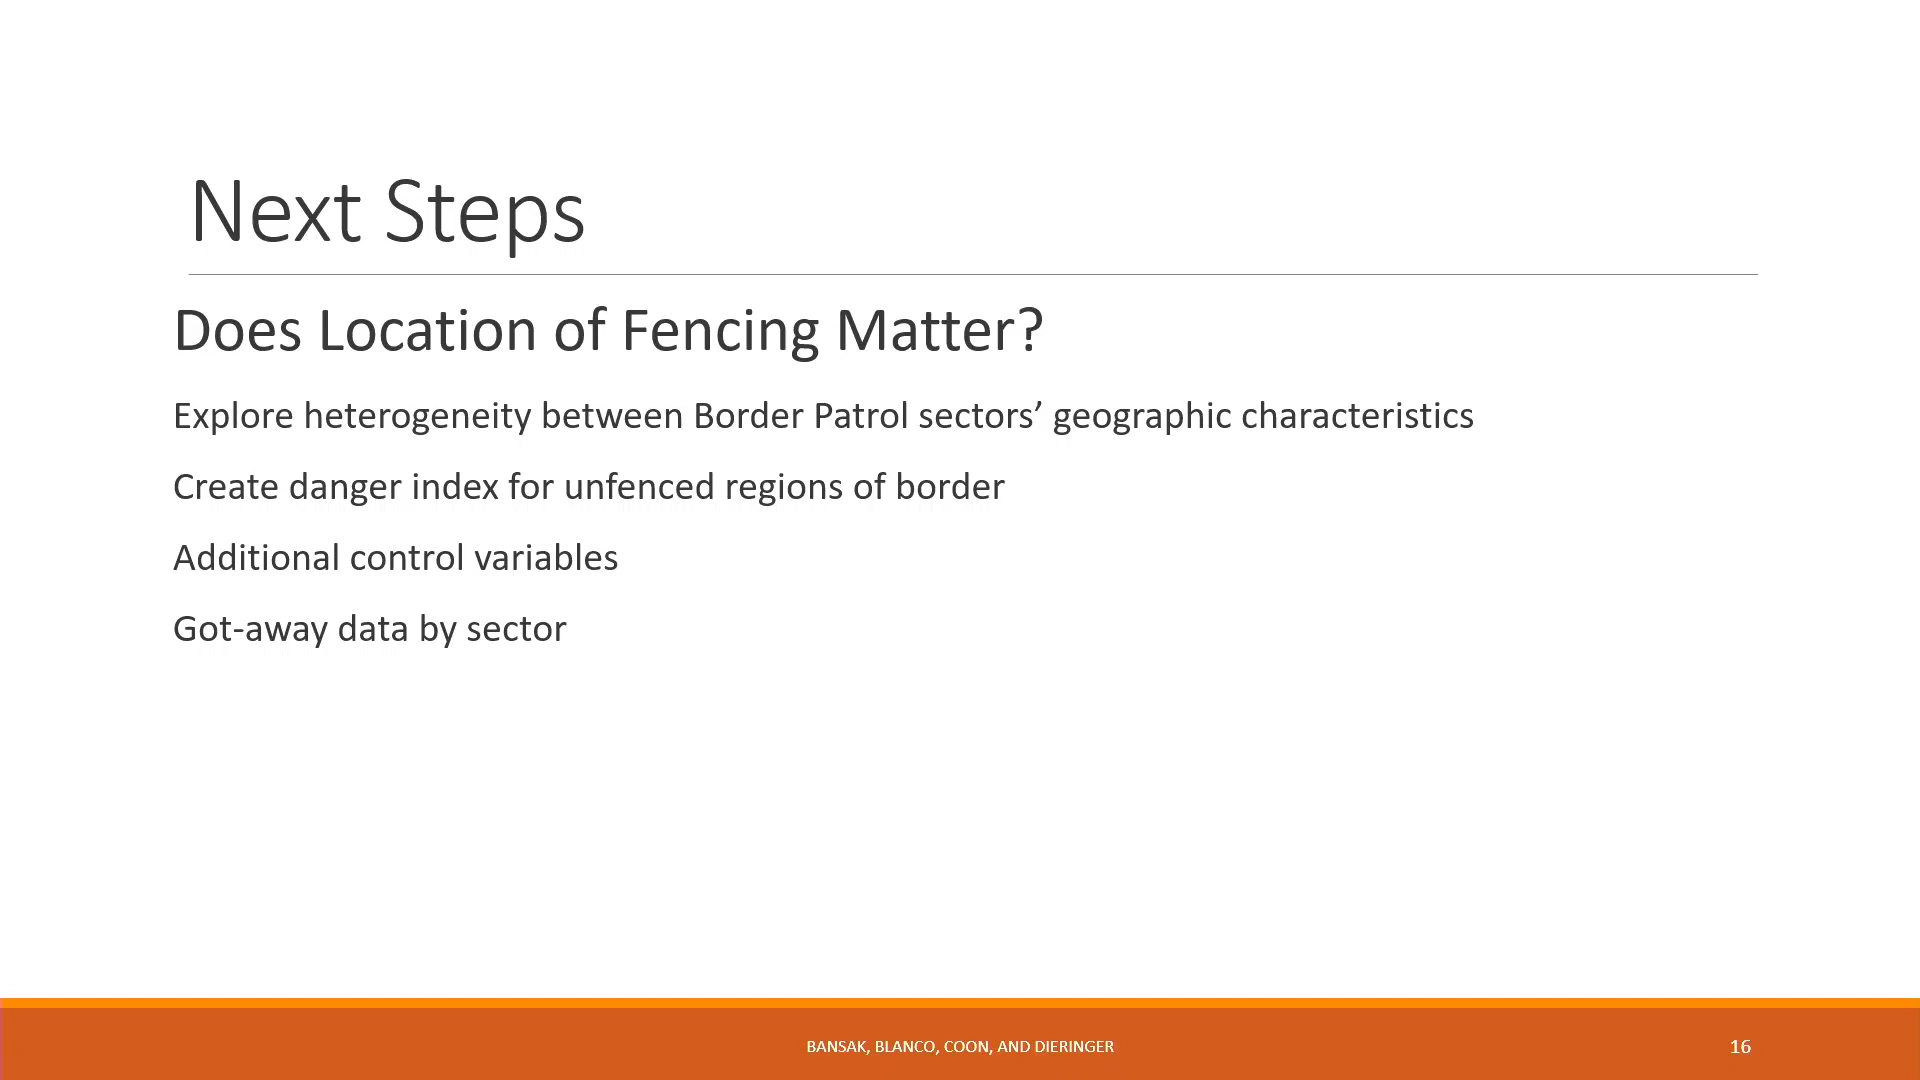 Next Steps
Does Location of Fencing Matter?
Explore heterogeneity between Border Patrol sectors’ geographic characteristics
Create danger index for unfenced regions of border
Additional control variables
Got-away data by sector
BANSAK, BLANCO, COON, AND DIERINGER
16